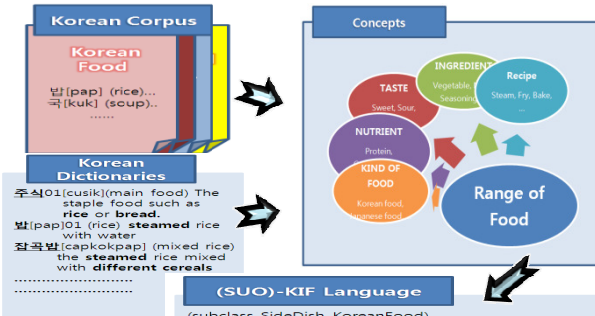 Korean Corpus
Korean
Food
밥[pap] (rice)...
국[kuk] (scup)..
......
Korean
Dictionaries
주식01[cusik](main food) The
staple food such as
rice or bread.
밥[pap]01 (rice) steamed rice
with water
잡곡밥[capkokpap] (mixed rice)
the steamed rice mixed
with different cereals
Concepts
INGREDIENT
Vegetable,
Seasoning
Recipe
Steam, Fry, Bake,
...
TASTE
Sweet, Sour,
NUTRIENT
Protein,
KIND OF
FOOD
Korean food,
Japanese food
Range of
Food
(SUO)-KIF Language
(subclass SideDish KoreanFood)